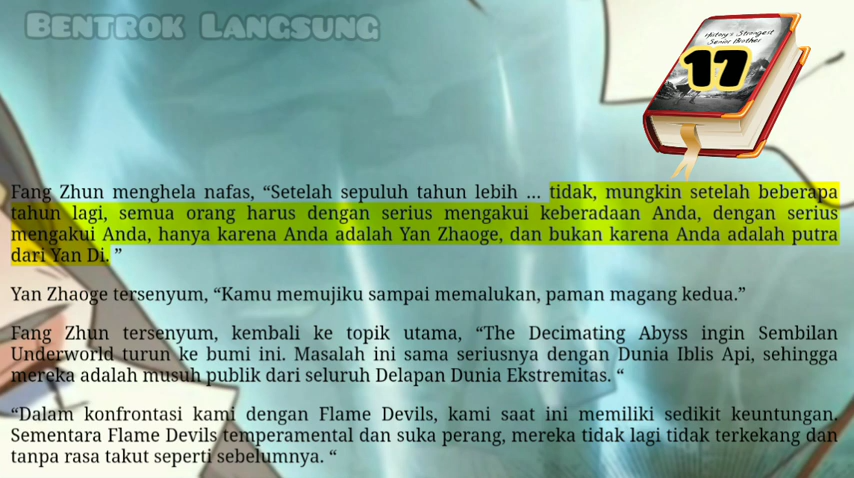 Bentrok Langsung
History's Strongest
Senior Brother
17
Fang Zhun menghela nafas, “Setelah sepuluh tahun lebih ... tidak, mungkin setelah beberapa
tahun lagi, semua orang harus dengan serius mengakui keberadaan Anda, dengan serius
mengakui Anda, hanya karena Anda adalah Yan Zhaoge, dan bukan karena Anda adalah putra
dari Yan Di. ”
Yan Zhaoge tersenyum, “Kamu memujiku sampai memalukan, paman magang kedua.”
Fang Zhun tersenyum, kembali ke topik utama, “The Decimating Abyss ingin Sembilan
Underworld turun ke bumi ini. Masalah ini sama seriusnya dengan Dunia Iblis Api, sehingga
mereka adalah musuh publik dari seluruh Delapan Dunia Ekstremitas. “
“Dalam konfrontasi kami dengan Flame Devils, kami saat ini memiliki sedikit keuntungan.
Sementara Flame Devils temperamental dan suka perang, mereka tidak lagi tidak terkekang dan
tanpa rasa takut seperti sebelumnya. “